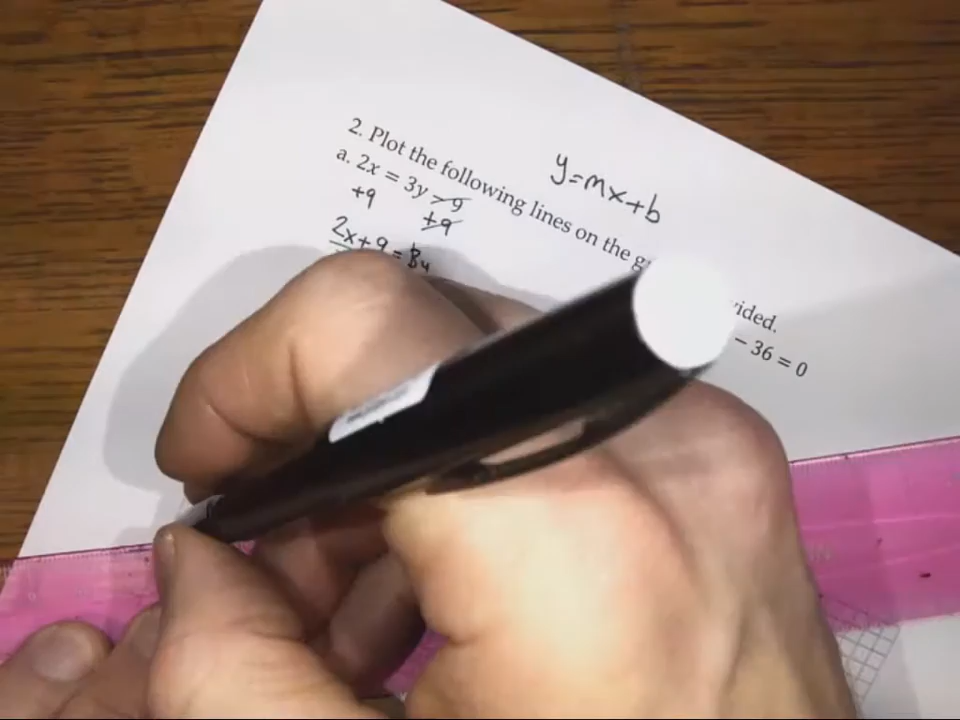 2. Plot the following lines on the
vided.
y=mx+b
a. 2x = 3y - 9
- 36 = 0
+9 +9
2x+9 = 3y